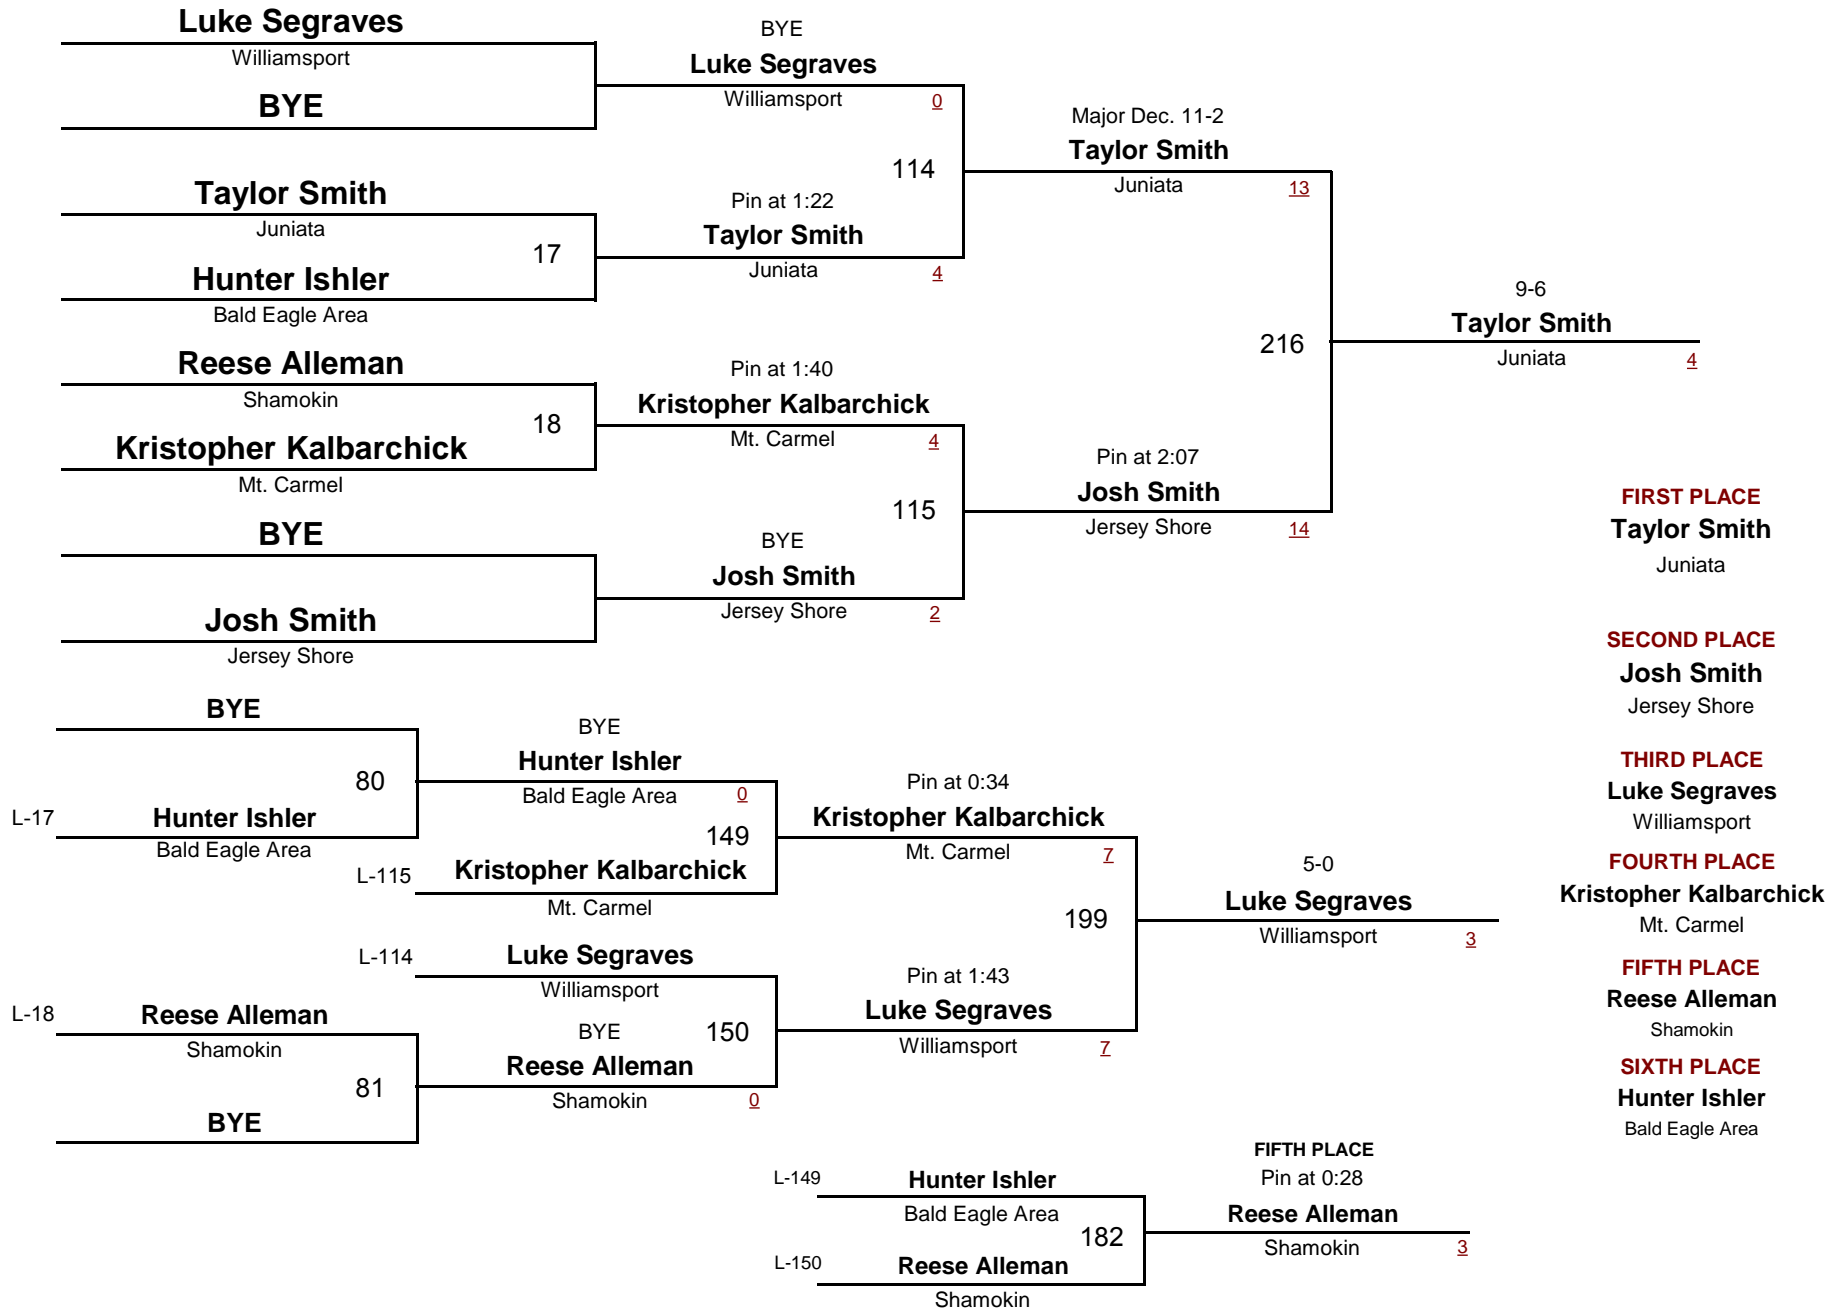 Luke Segraves
Williamsport
BYE
Taylor Smith
Juniata
17
Hunter Ishler
Bald Eagle Area
Reese Alleman
Shamokin
18
Kristopher Kalbarchick
Mt. Carmel
BYE
Josh Smith
Jersey Shore
BYE
Luke Segraves
Williamsport
0
114
Pin at 1:22
Taylor Smith
Juniata
4
Pin at 1:40
Kristopher Kalbarchick
Mt. Carmel
4
115
BYE
Josh Smith
Jersey Shore
2
Major Dec. 11-2
Taylor Smith
Juniata
13
216
Pin at 2:07
Josh Smith
Jersey Shore
14
9-6
Taylor Smith
Juniata
4
BYE
80
L-17
Hunter Ishler
Bald Eagle Area
BYE
Hunter Ishler
Bald Eagle Area
0
149
L-115
Kristopher Kalbarchick
Mt. Carmel
L-114
Luke Segraves
Williamsport
L-18
Reese Alleman
Shamokin
81
BYE
BYE
150
Reese Alleman
Shamokin
0
Pin at 0:34
Kristopher Kalbarchick
Mt. Carmel
7
199
Pin at 1:43
Luke Segraves
Williamsport
7
5-0
Luke Segraves
Williamsport
3
L-149
Hunter Ishler
Bald Eagle Area
182
L-150
Reese Alleman
Shamokin
FIFTH PLACE
Pin at 0:28
Reese Alleman
Shamokin
3
FIRST PLACE
Taylor Smith
Juniata
SECOND PLACE
Josh Smith
Jersey Shore
THIRD PLACE
Luke Segraves
Williamsport
FOURTH PLACE
Kristopher Kalbarchick
Mt. Carmel
FIFTH PLACE
Reese Alleman
Shamokin
SIXTH PLACE
Hunter Ishler
Bald Eagle Area